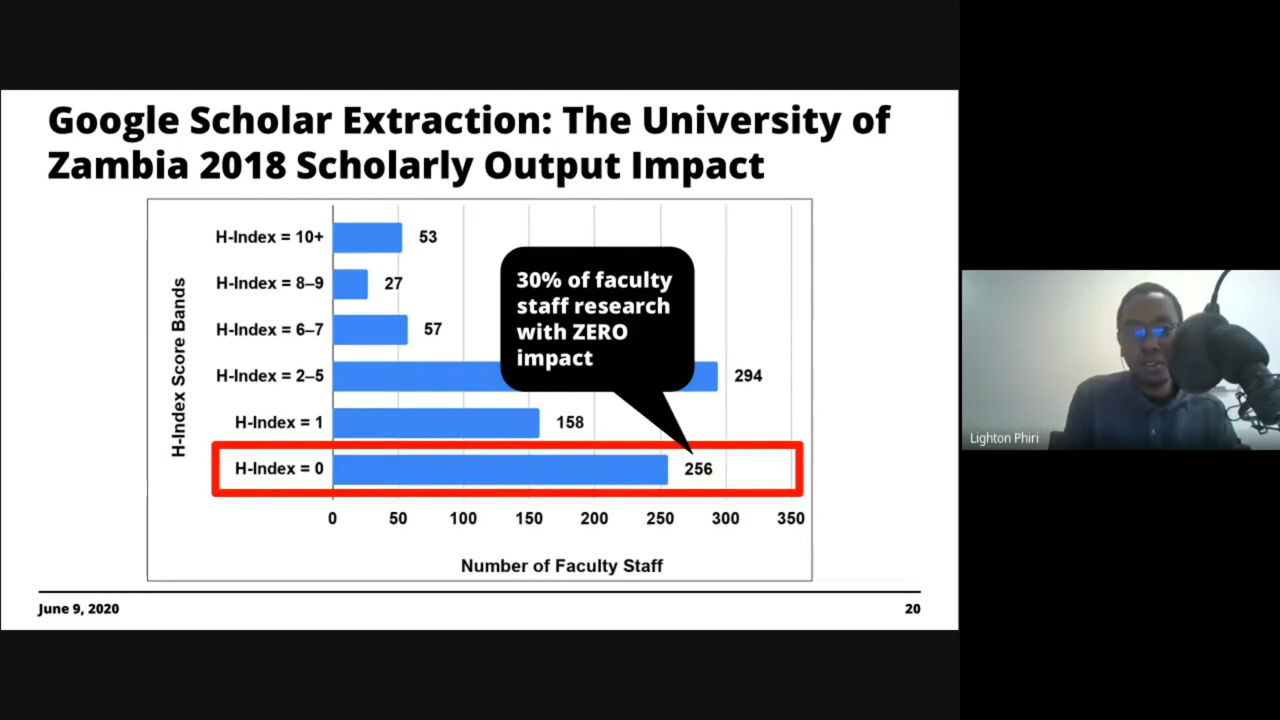 Google Scholar Extraction: The University of
Zambia 2018 Scholarly Output Impact
H-Index Score Bands
H-Index = 10+
53
H-Index = 8–9
27
H-Index = 6–7
57
H-Index = 2–5
294
H-Index = 1
158
H-Index = 0
256
30% of faculty
staff research
with ZERO
impact
0 50 100 150 200 250 300 350
Number of Faculty Staff
June 9, 2020
20
Lighton Phiri